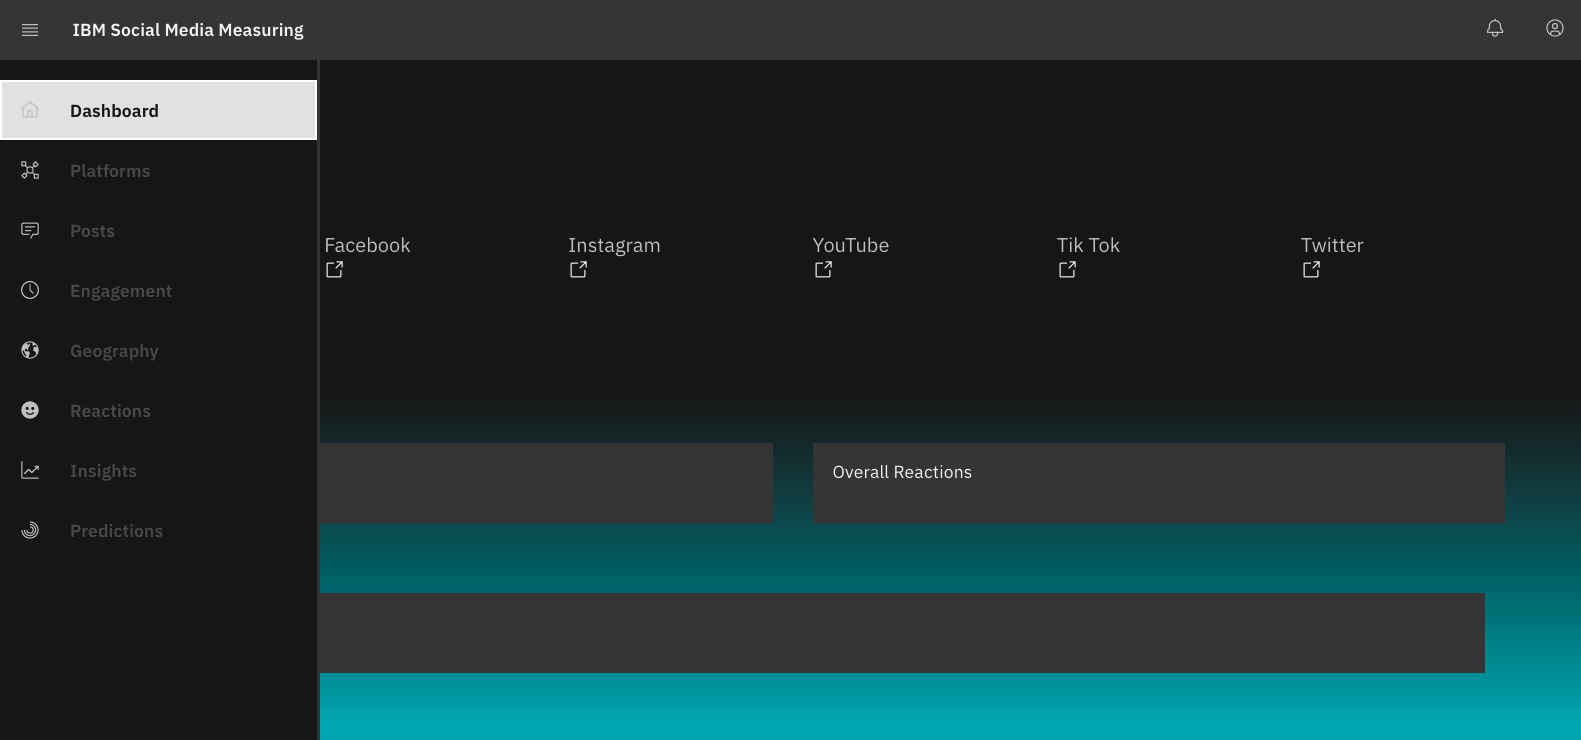 IBM Social Media Measuring
Dashboard
Platforms
Posts
Engagement
Geography
Reactions
Insights
Predictions
Facebook
Instagram
YouTube
Tik Tok
Twitter
Overall Reactions